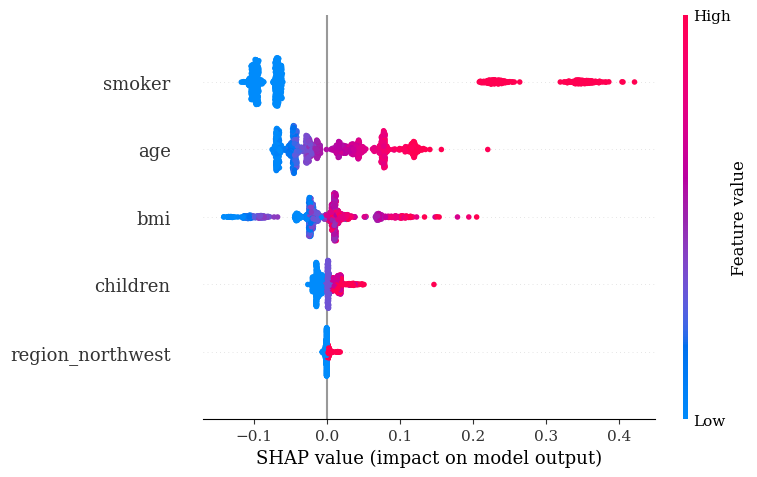 High
smoker
age
bmi
children
region_northwest
Feature value
Low
−0.1 0.0 0.1 0.2 0.3 0.4
SHAP value (impact on model output)